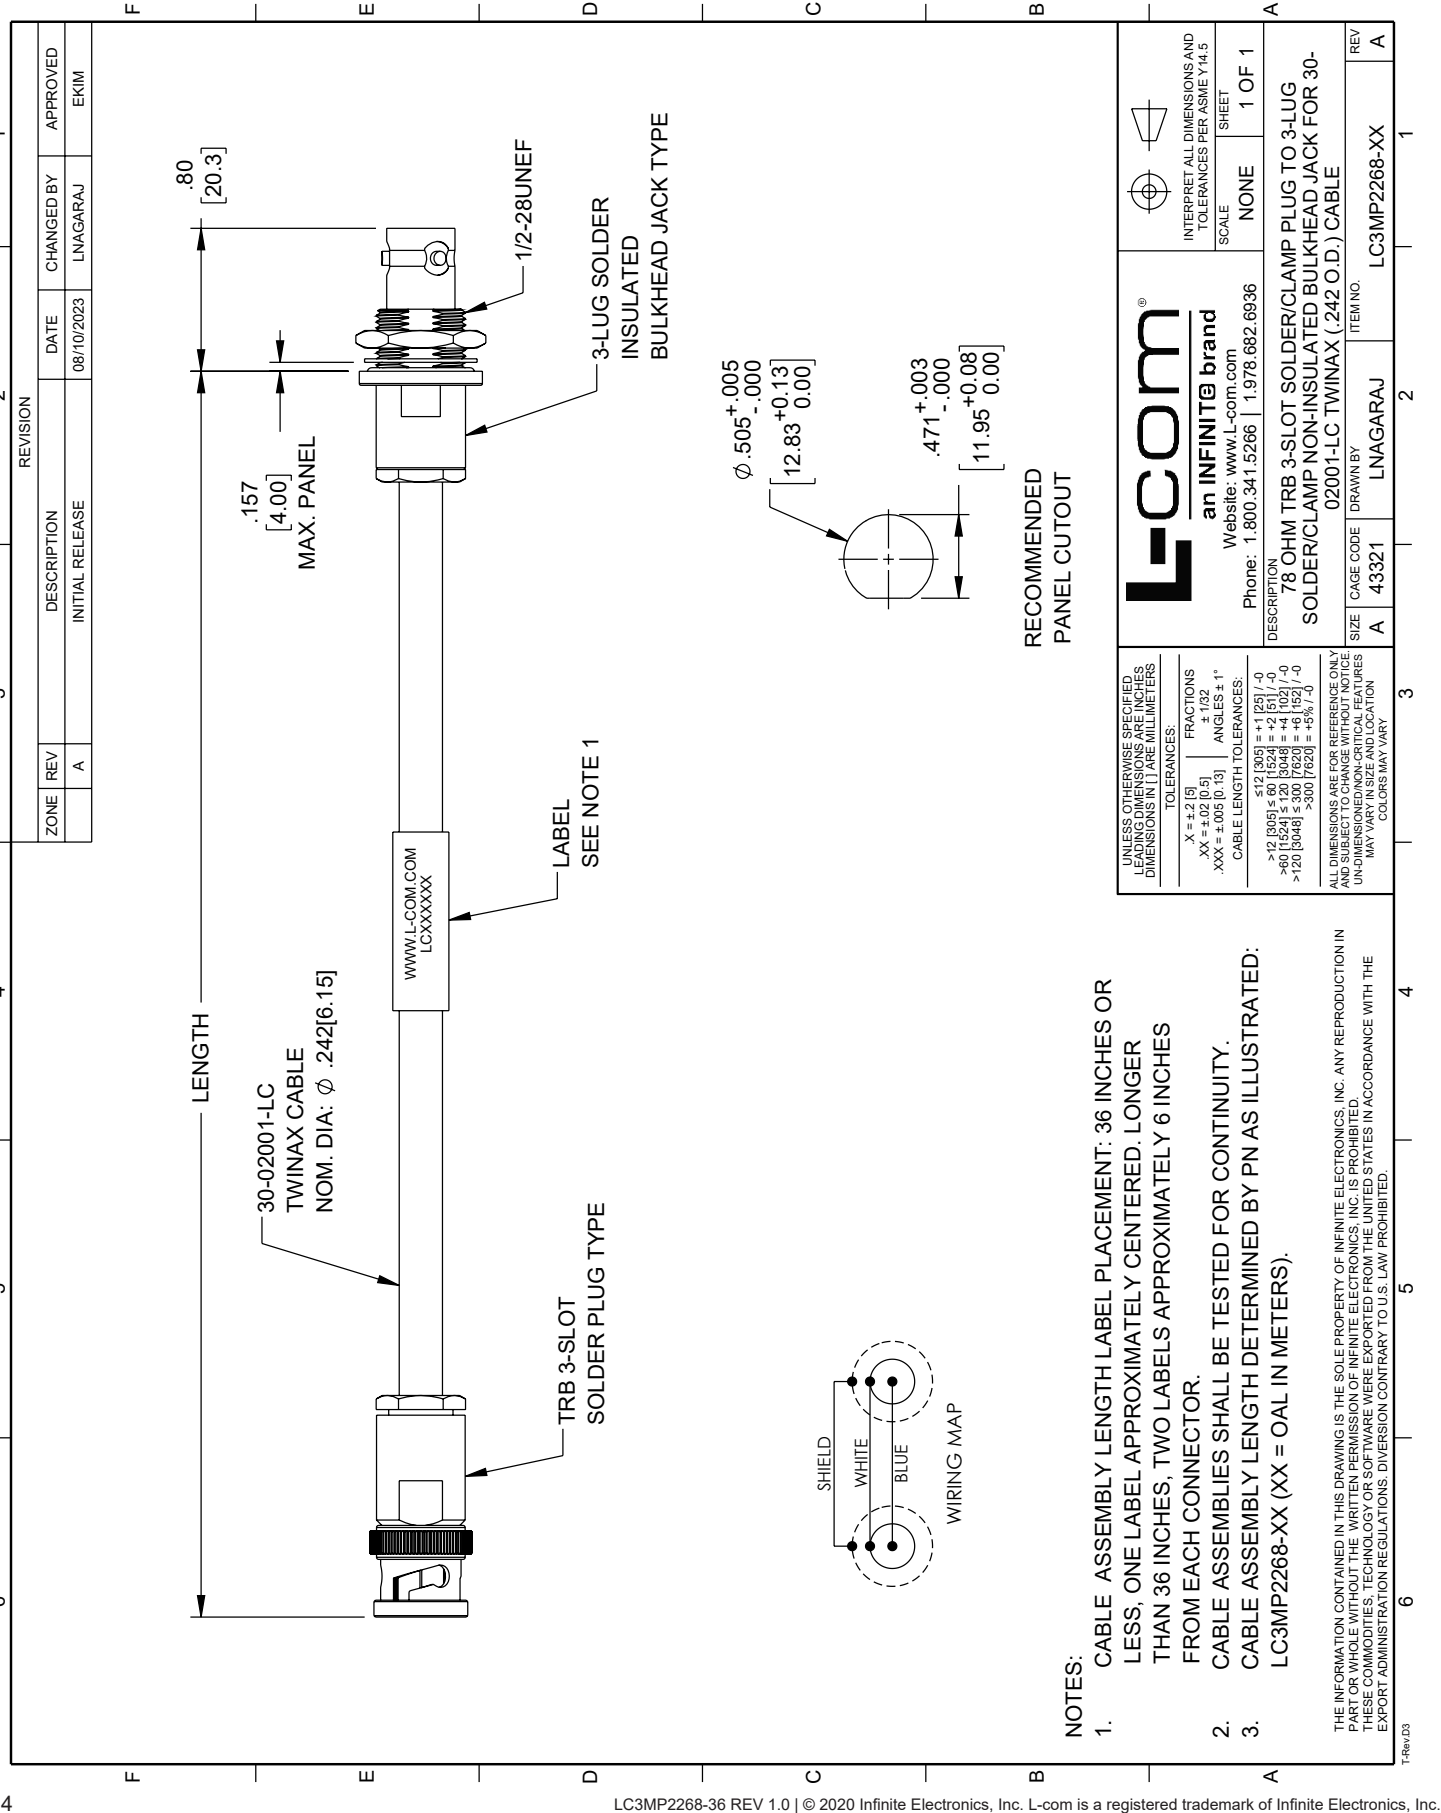 REVISION
ZONE REV DESCRIPTION DATE CHANGED BY APPROVED
A INITIAL RELEASE 08/10/2023 LNAGARAJ EKIM
F
E
D
C
B
A
LENGTH
.80
[20.3]
.157
[4.00]
MAX. PANEL
30-02001-LC
TWINAX CABLE
NOM. DIA: Ø .242[6.15]
WWW.L-COM.COM
LCXXXXXX
1/2-28UNEF
3-LUG SOLDER
INSULATED
BULKHEAD JACK TYPE
LABEL
SEE NOTE 1
TRB 3-SLOT
SOLDER PLUG TYPE
Ø .505 +.005 -.000
[12.83 +0.13 0.00]
.471 +.003 -.000
[11.95 +0.08 0.00]
RECOMMENDED
PANEL CUTOUT
SHIELD
WHITE
BLUE
WIRING MAP
NOTES:
1. CABLE ASSEMBLY LENGTH LABEL PLACEMENT: 36 INCHES OR
LESS, ONE LABEL APPROXIMATELY CENTERED. LONGER
THAN 36 INCHES, TWO LABELS APPROXIMATELY 6 INCHES
FROM EACH CONNECTOR.
2. CABLE ASSEMBLIES SHALL BE TESTED FOR CONTINUITY.
3. CABLE ASSEMBLY LENGTH DETERMINED BY PN AS ILLUSTRATED:
LC3MP2268-XX (XX = OAL IN METERS).
THE INFORMATION CONTAINED IN THIS DRAWING IS THE SOLE PROPERTY OF INFINITE ELECTRONICS, INC. ANY REPRODUCTION IN
PART OR WHOLE WITHOUT THE WRITTEN PERMISSION OF INFINITE ELECTRONICS, INC. IS PROHIBITED.
THESE COMMODITIES, TECHNOLOGY OR SOFTWARE WERE EXPORTED FROM THE UNITED STATES IN ACCORDANCE WITH THE
EXPORT ADMINISTRATION REGULATIONS. DIVERSION CONTRARY TO U.S. LAW PROHIBITED.
UNLESS OTHERWISE SPECIFIED
LEADING DIMENSIONS ARE INCHES
DIMENSIONS IN [ ] ARE MILLIMETERS
TOLERANCES:
.X = ±.2 [5] FRACTIONS
.XX = ±.02 [0.5] ± 1/32
.XXX = ±.005 [0.13] ANGLES ± 1°
CABLE LENGTH TOLERANCES:
≤12 [305] = +1 [25] / -0
>12 [305] ≤ 60 [1524] = +2 [51] / -0
>60 [1524] ≤ 120 [3048] = +4 [102] / -0
>120 [3048] ≤ 300 [7620] = +6 [152] / -0
>300 [7620] = +5% / -0
ALL DIMENSIONS ARE FOR REFERENCE ONLY
AND SUBJECT TO CHANGE WITHOUT NOTICE.
UN-DIMENSIONED/NON-CRITICAL FEATURES
MAY VARY IN SIZE AND LOCATION
COLORS MAY VARY
L-com®
an INFINIT@ brand
Website: www.L-com.com
Phone: 1.800.341.5266 | 1.978.682.6936
INTERPRET ALL DIMENSIONS AND
TOLERANCES PER ASME Y14.5
SCALE NONE
SHEET 1 OF 1
DESCRIPTION
78 OHM TRB 3-SLOT SOLDER/CLAMP PLUG TO 3-LUG
SOLDER/CLAMP NON-INSULATED BULKHEAD JACK FOR 30-
02001-LC TWINAX (.242 O.D.) CABLE
SIZE A
CAGE CODE 43321
DRAWN BY LNAGARAJ
ITEM NO. LC3MP2268-XX
REV A
6
5
4
3
2
1
F
E
D
C
B
A
T-Rev.D3
4
LC3MP2268-36 REV 1.0 | © 2020 Infinite Electronics, Inc. L-com is a registered trademark of Infinite Electronics, Inc.